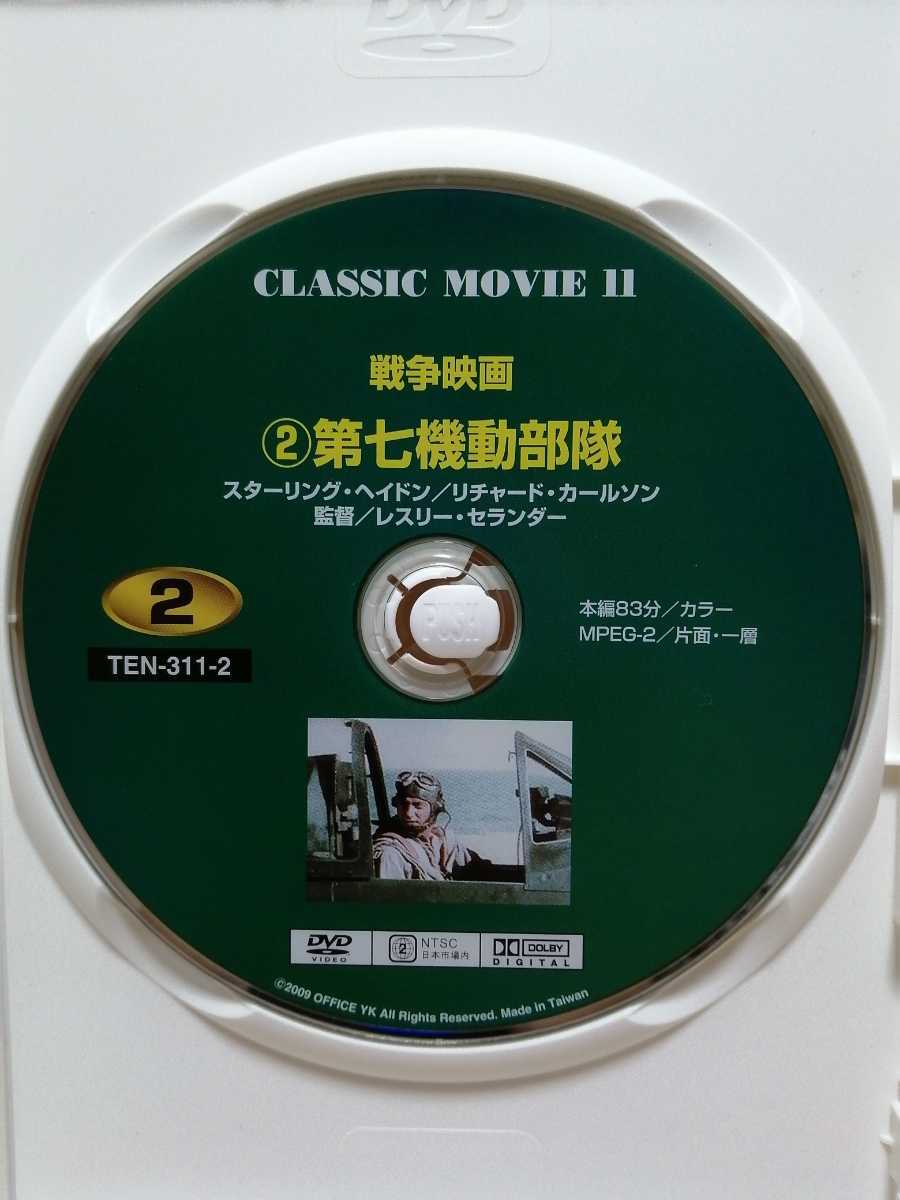 DVD
CLASSIC MOVIE 11
戦争映画
②第七機動部隊
スターリング・ヘイドン／リチャード・カールソン
監督／レスリー・セランダー
PUSH
2
TEN-311-2
本編83分／カラー
MPEG-2／片面・一層
DVD VIDEO
2 NTSC 日本市場内
DOLBY DIGITAL
©2009 OFFICE YK All Rights Reserved. Made in Taiwan